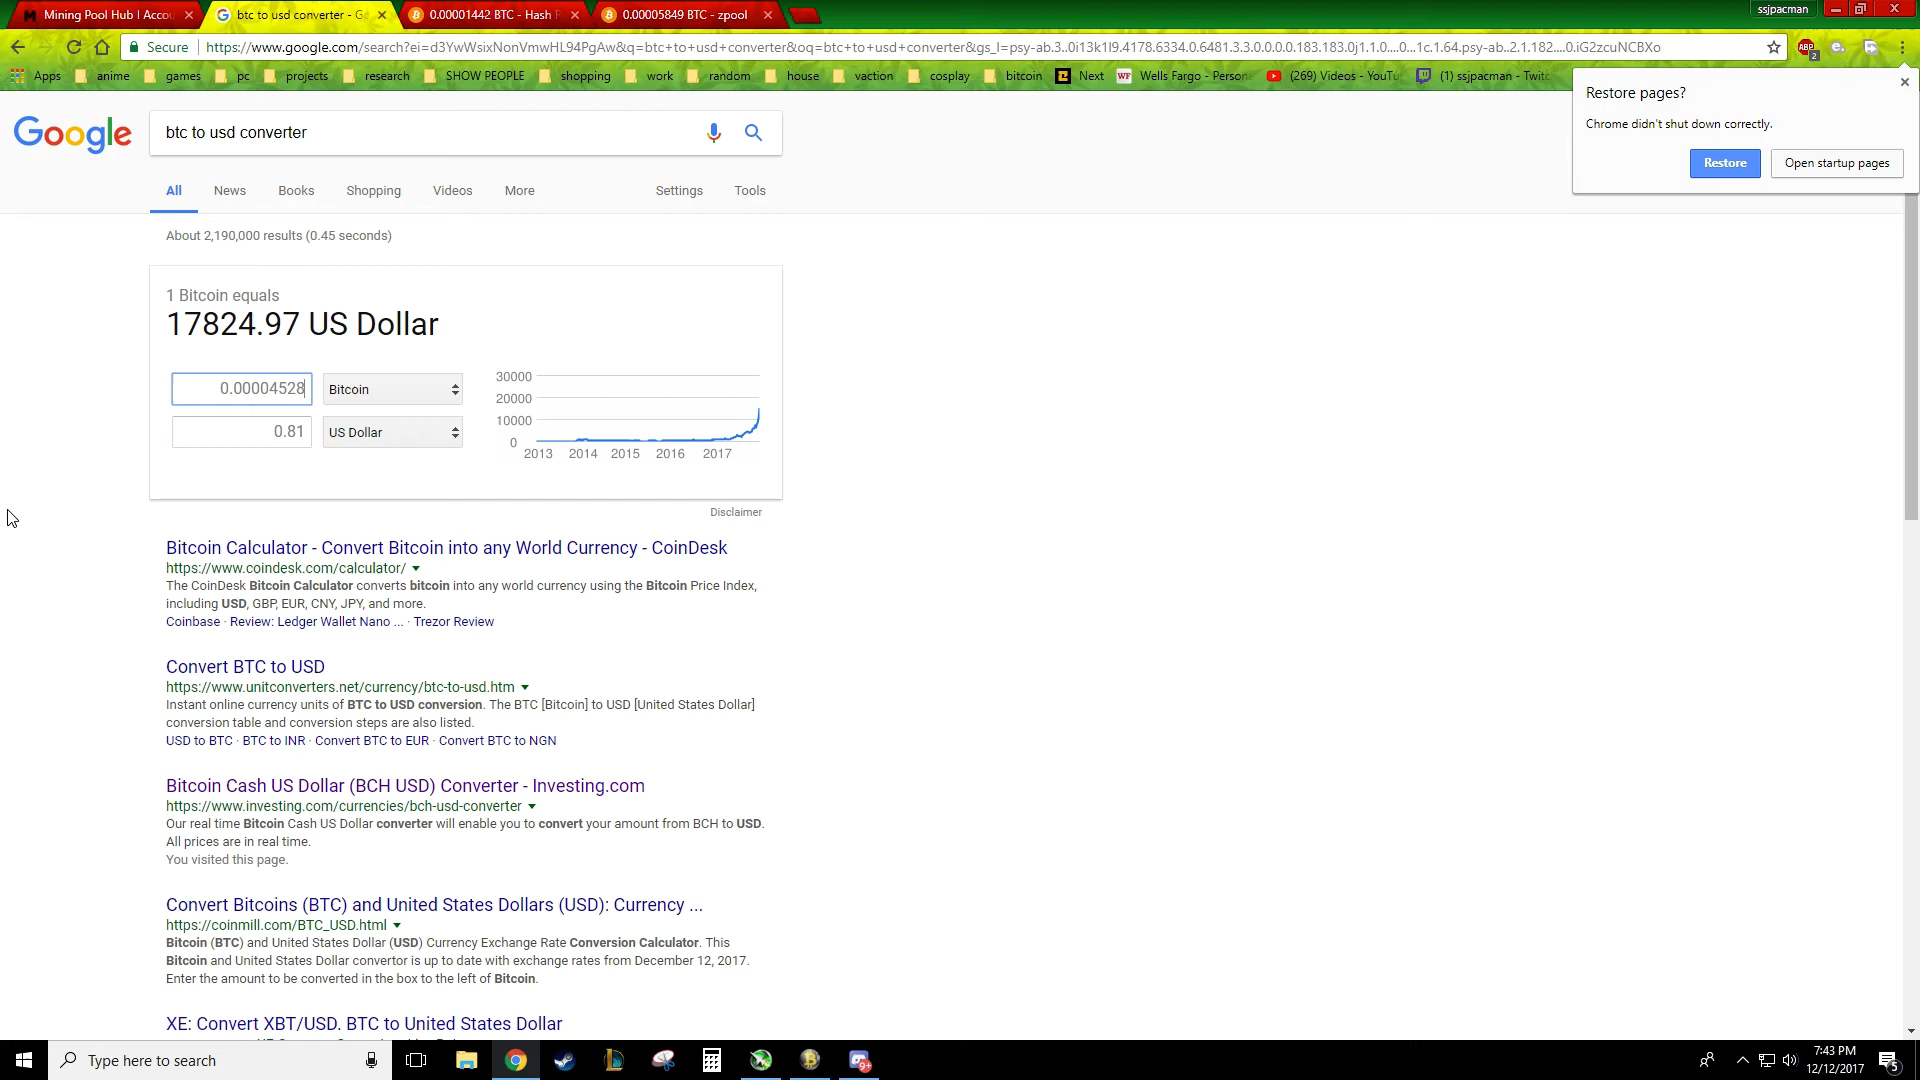 Mining Pool Hub | Accou
btc to usd converter - Go
0.00001442 BTC - Hash R
0.00005849 BTC - zpool
ssjpacman
Secure
https://www.google.com/search?ei=d3YwWsixNonVmwHL94PgAw&q=btc+to+usd+converter&oq=btc+to+usd+converter&gs_l=psy-ab.3..0i13k1l9.4178.6334.0.6481.3.3.0.0.0.0.183.183.0j1.1.0....0...1c.1.64.psy-ab..2.1.182....0.iG2zcuNCBXo
ABP
2
Apps
anime
games
pc
projects
research
SHOW PEOPLE
shopping
work
random
house
vaction
cosplay
bitcoin
Next
WF
Wells Fargo - Persona
(269) Videos - YouTu
(1) ssjpacman - Twitc
Restore pages?
Chrome didn't shut down correctly.
Restore
Open startup pages
Google
btc to usd converter
All
News
Books
Shopping
Videos
More
Settings
Tools
About 2,190,000 results (0.45 seconds)
1 Bitcoin equals
17824.97 US Dollar
0.00004528
Bitcoin
0.81
US Dollar
30000
20000
10000
0
2013 2014 2015 2016 2017
Disclaimer
Bitcoin Calculator - Convert Bitcoin into any World Currency - CoinDesk
https://www.coindesk.com/calculator/
The CoinDesk Bitcoin Calculator converts bitcoin into any world currency using the Bitcoin Price Index,
including USD, GBP, EUR, CNY, JPY, and more.
Coinbase · Review: Ledger Wallet Nano ... · Trezor Review
Convert BTC to USD
https://www.unitconverters.net/currency/btc-to-usd.htm
Instant online currency units of BTC to USD conversion. The BTC [Bitcoin] to USD [United States Dollar]
conversion table and conversion steps are also listed.
USD to BTC · BTC to INR · Convert BTC to EUR · Convert BTC to NGN
Bitcoin Cash US Dollar (BCH USD) Converter - Investing.com
https://www.investing.com/currencies/bch-usd-converter
Our real time Bitcoin Cash US Dollar converter will enable you to convert your amount from BCH to USD.
All prices are in real time.
You visited this page.
Convert Bitcoins (BTC) and United States Dollars (USD): Currency ...
https://coinmill.com/BTC_USD.html
Bitcoin (BTC) and United States Dollar (USD) Currency Exchange Rate Conversion Calculator. This
Bitcoin and United States Dollar convertor is up to date with exchange rates from December 12, 2017.
Enter the amount to be converted in the box to the left of Bitcoin.
XE: Convert XBT/USD. BTC to United States Dollar
Type here to search
9+
7:43 PM
12/12/2017
5